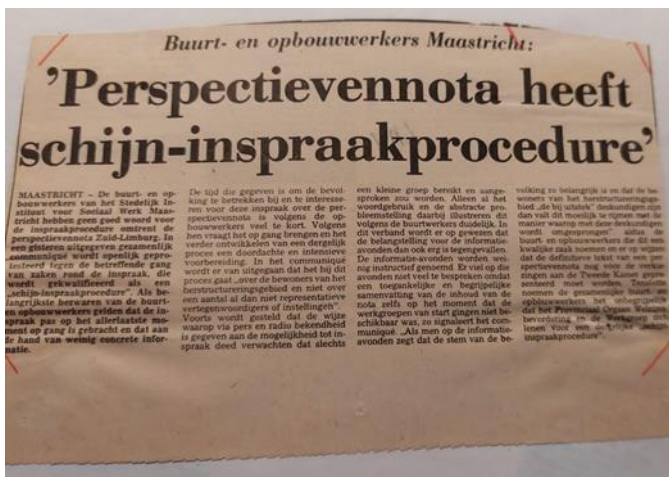 Buurt- en opbouwwerkers Maastricht:
'Perspectievennota heeft
schijn-inspraakprocedure'
MAASTRICHT — De buurt- en op-
bouwwerkers van het Stedelijk In-
stituut voor Sociaal Werk Maas-
tricht hebben geen goed woord voor
de inspraakprocedure omtrent de
perspectievennota Zuid-Limburg. In
een gisteren uitgegeven gezamenlijk
communiqué wordt openlijk gepro-
testeerd tegen de betreffende gang
van zaken rond de inspraak, die
wordt gekwalificeerd als een
„schijn-inspraakprocedure". Als be-
langrijkste bezwaren van de buurt-
en opbouwwerkers gelden dat de in-
spraak pas op het allerlaatste mo-
ment op gang is gebracht en dat aan
de hand van weinig concrete infor-
matie.
De tijd die gegeven is om de bevol-
king te betrekken bij en te interesse-
ren voor deze inspraak over de per-
spectievennota is volgens de op-
bouwwerkers veel te kort. Volgens
hen vraagt het op gang brengen en het
verder ontwikkelen van een dergelijk
proces een doordachte en intensieve
voorbereiding. In het communiqué
wordt er van uitgegaan dat het bij dit
proces gaat „over de bewoners van het
herstructureringsgebied en niet over
een aantal al dan niet representatieve
vertegenwoordigers of instellingen".
Voorts wordt gesteld dat de wijze
waarop via pers en radio bekendheid
is gegeven aan de mogelijkheid tot in-
spraak deed verwachten dat slechts
een kleine groep bereikt en aange-
sproken zou worden. Alleen al het
woordgebruik en de abstracte pro-
bleemstelling daarbij illustreren dit
volgens de buurtwerkers duidelijk. In
dit verband wordt er op gewezen dat
de belangstelling voor de informatie-
avonden dan ook erg is tegengevallen.
De informatie-avonden worden wei-
nig instructief genoemd. Er viel op die
avonden niet veel te bespreken omdat
een toegankelijke en begrijpelijke
samenvatting van de inhoud van de
nota zelfs op het moment dat de
werkgroepen van start gingen niet be-
schikbaar was, zo signaleert het com-
muniqué. „Als men op de informatie-
avonden zegt dat de stem van de be-
volking zo belangrijk is en dat de be-
woners van het herstructureringsge-
bied „de bij uitstek" deskundigen zijn
dan valt dit moeilijk te rijmen met de
manier waarop met deze deskundigen
wordt omgesprongen" aldus de
buurt- en opbouwwerkers die dit een
kwalijke zaak noemen en er op wijzen
dat de definitieve tekst van een per-
spectievennota nog vóór de verkie-
zingen aan de Tweede Kamer gepre-
senteerd moet worden. Tenslotte
noemen de gezamenlijke buurt- en
opbouwwerkers het
dat het Provinciaal Orgaan Welzijns-
bevordering in de Werkgroep
lenen voor een
inspraakprocedure".